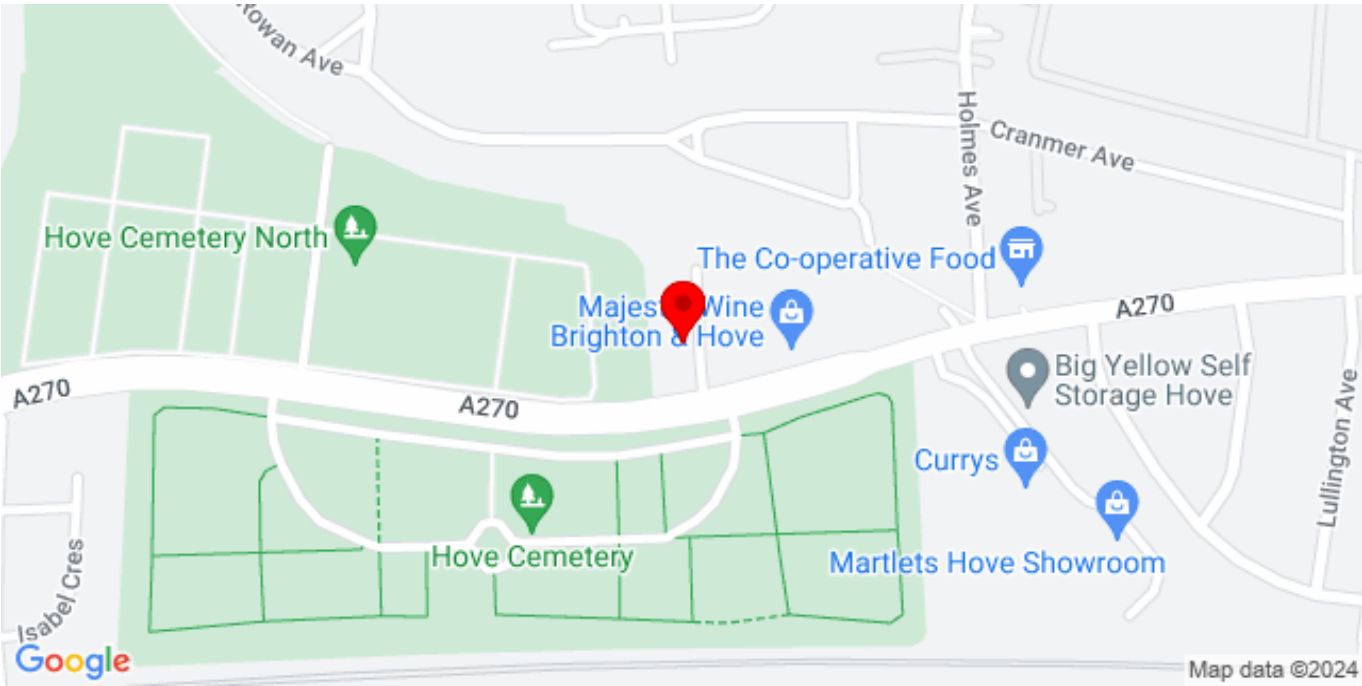 Rowan Ave
Holmes Ave
Cranmer Ave
Hove Cemetery North
The Co-operative Food
Majest Wine
Brighton & Hove
A270
A270
A270
Big Yellow Self
Storage Hove
Lullington Ave
Currys
Hove Cemetery
Martlets Hove Showroom
Isabel Cres
Google
Map data ©2024